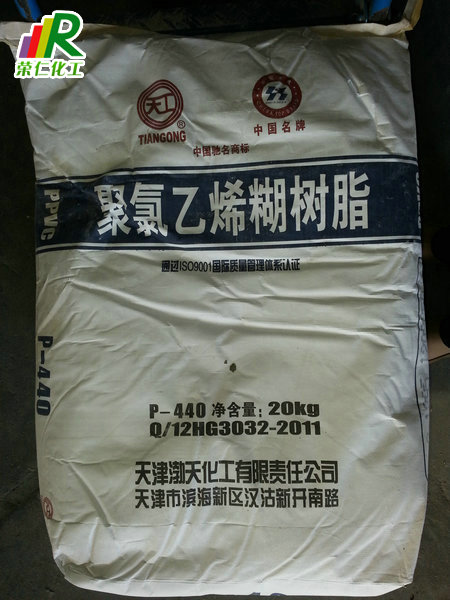 R
荣仁化工
天工
TIANGONG
®
中国驰名商标
中国名牌
PPVC
聚氯乙烯糊树脂
通过ISO9001国际质量管理体系认证
P-440
P-440 净含量：20kg
Q/12HG3032-2011
天津渤天化工有限责任公司
天津市滨海新区汉沽新开南路